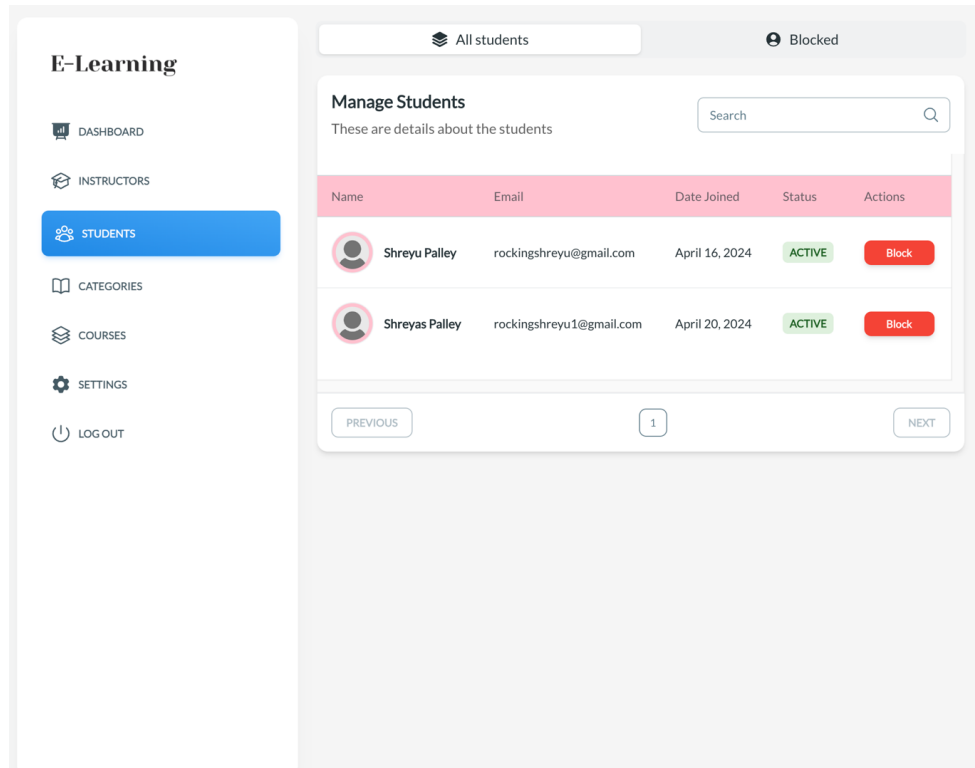 E-Learning
DASHBOARD
INSTRUCTORS
STUDENTS
CATEGORIES
COURSES
SETTINGS
LOG OUT
All students
Blocked
Manage Students
These are details about the students
Search
Name Email Date Joined Status Actions
Shreyu Palley rockingshreyu@gmail.com April 16, 2024 ACTIVE Block
Shreyas Palley rockingshreyu1@gmail.com April 20, 2024 ACTIVE Block
PREVIOUS 1 NEXT